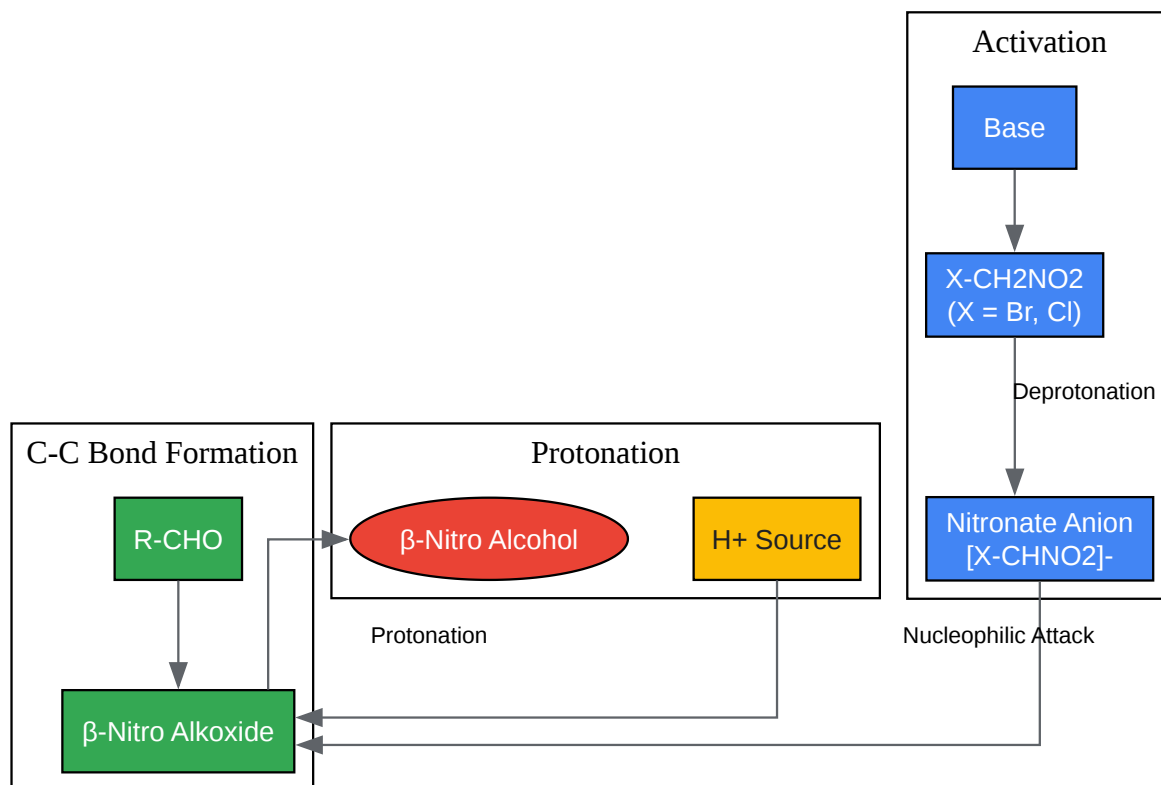 Activation
Base
X-CH2NO2
(X = Br, Cl)
Deprotonation
C-C Bond Formation
Protonation
R-CHO
β-Nitro Alcohol
H+ Source
Nitronate Anion
[X-CHNO2]-
Protonation
Nucleophilic Attack
β-Nitro Alkoxide